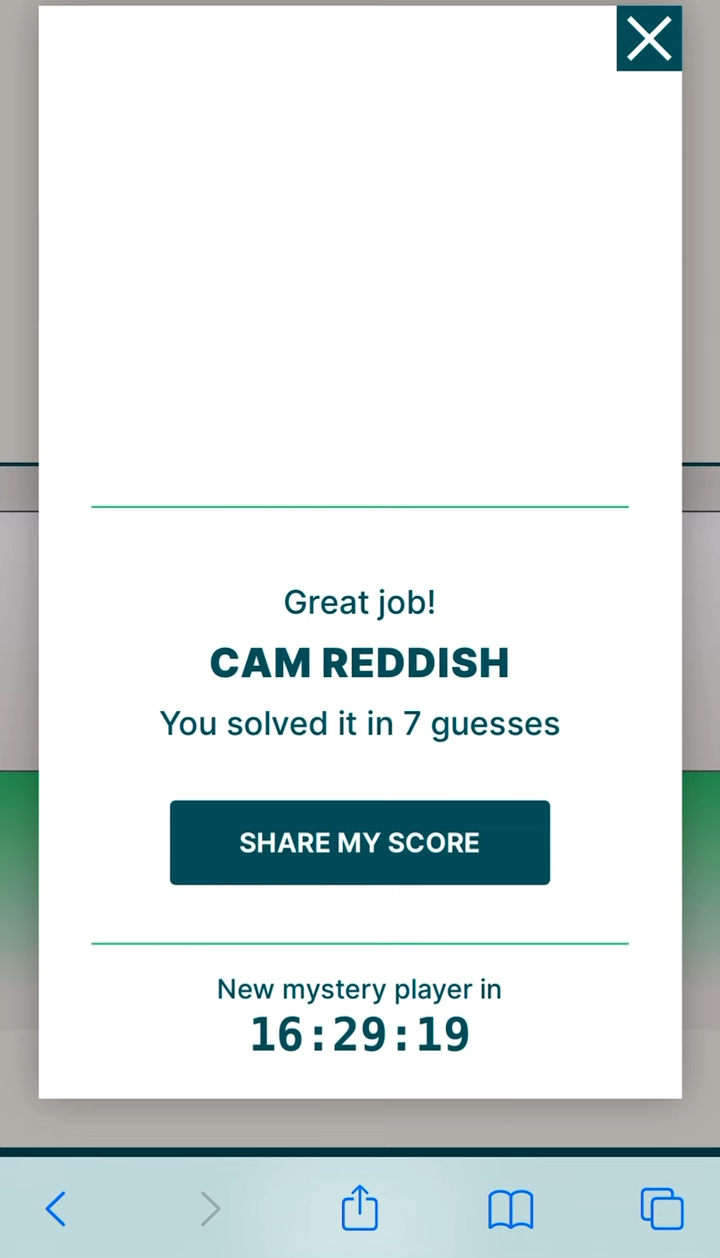 Great job!
CAM REDDISH
You solved it in 7 guesses
SHARE MY SCORE
New mystery player in
16:29:19